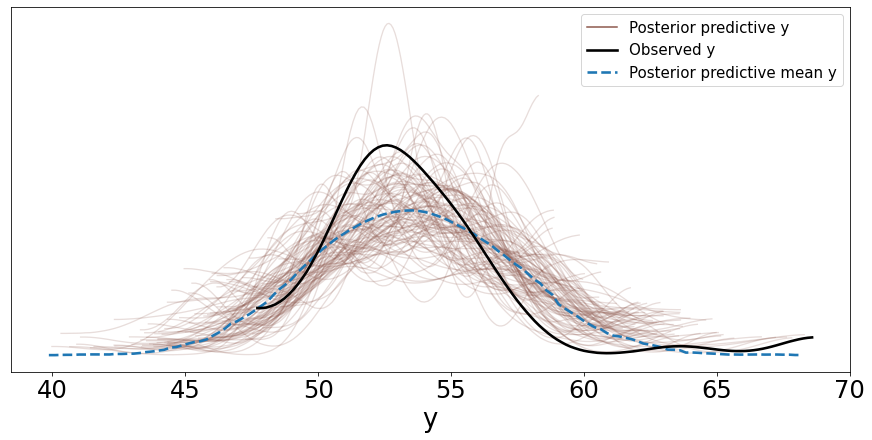 Posterior predictive y
Observed y
Posterior predictive mean y
40 45 50 55 60 65 70
y